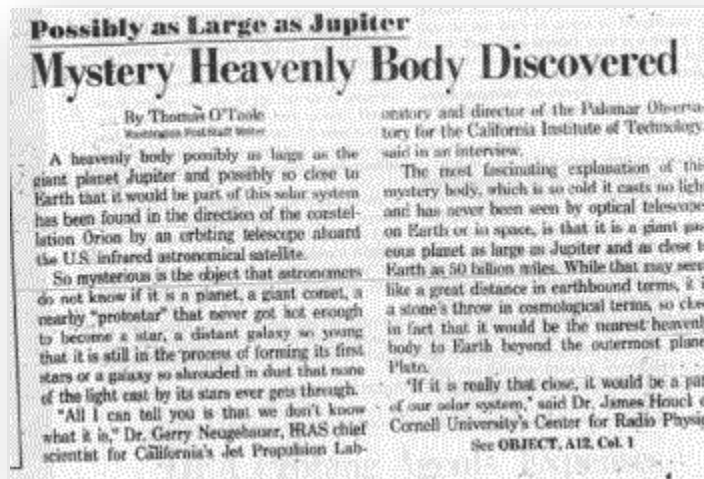 Possibly as Large as Jupiter
Mystery Heavenly Body Discovered
By Thomas O'Toole
Washington Post Staff Writer
A heavenly body possibly as large as the
giant planet Jupiter and possibly so close to
Earth that it would be part of this solar system
has been found in the direction of the constel-
lation Orion by an orbiting telescope aboard
the U.S. infrared astronomical satellite.
So mysterious is the object that astronomers
do not know if it is a planet, a giant comet, a
nearby "protostar" that never got hot enough
to become a star, a distant galaxy so young
that it is still in the process of forming its first
stars or a galaxy so shrouded in dust that none
of the light cast by its stars ever gets through.
"All I can tell you is that we don't know
what it is," Dr. Gerry Neugebauer, IRAS chief
scientist for California's Jet Propulsion Lab-
oratory and director of the Palomar Observa-
tory for the California Institute of Technology
said in an interview.
The most fascinating explanation of this
mystery body, which is so cold it casts no light
and has never been seen by optical telescopes
on Earth or in space, is that it is a giant gas-
eous planet as large as Jupiter and as close t
Earth as 50 billion miles. While that may seem
like a great distance in earthbound terms, it i
a stone's throw in cosmological terms, so clos
in fact that it would be the nearest heavenl
body to Earth beyond the outermost plane
Pluto.
"If it is really that close, it would be a par
of our solar system," said Dr. James Houck o
Cornell University's Center for Radio Physic
See OBJECT, A12, Col. 1